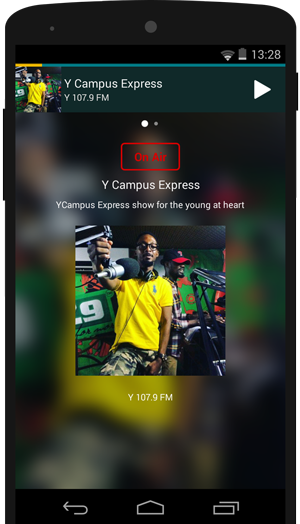 13:28
Y Campus Express
Y 107.9 FM
On Air
Y Campus Express
YCampus Express show for the young at heart
Y 107.9 FM